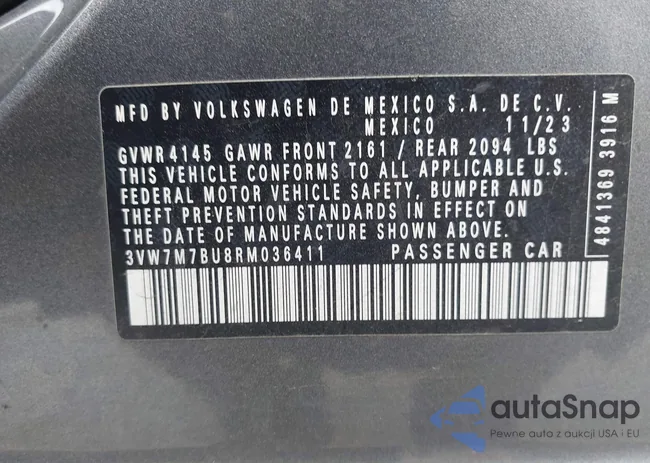 MFD BY VOLKSWAGEN DE MEXICO S.A. DE C.V.
MEXICO 11/23
GVWR 4145 GAWR FRONT 2161 / REAR 2094 LBS
THIS VEHICLE CONFORMS TO ALL APPLICABLE U.S.
FEDERAL MOTOR VEHICLE SAFETY, BUMPER AND
THEFT PREVENTION STANDARDS IN EFFECT ON
THE DATE OF MANUFACTURE SHOWN ABOVE.
3VW7M7BU8RM036411 PASSENGER CAR
4841369 3916 M
autaSnap
Pewne auto z aukcji USA i EU